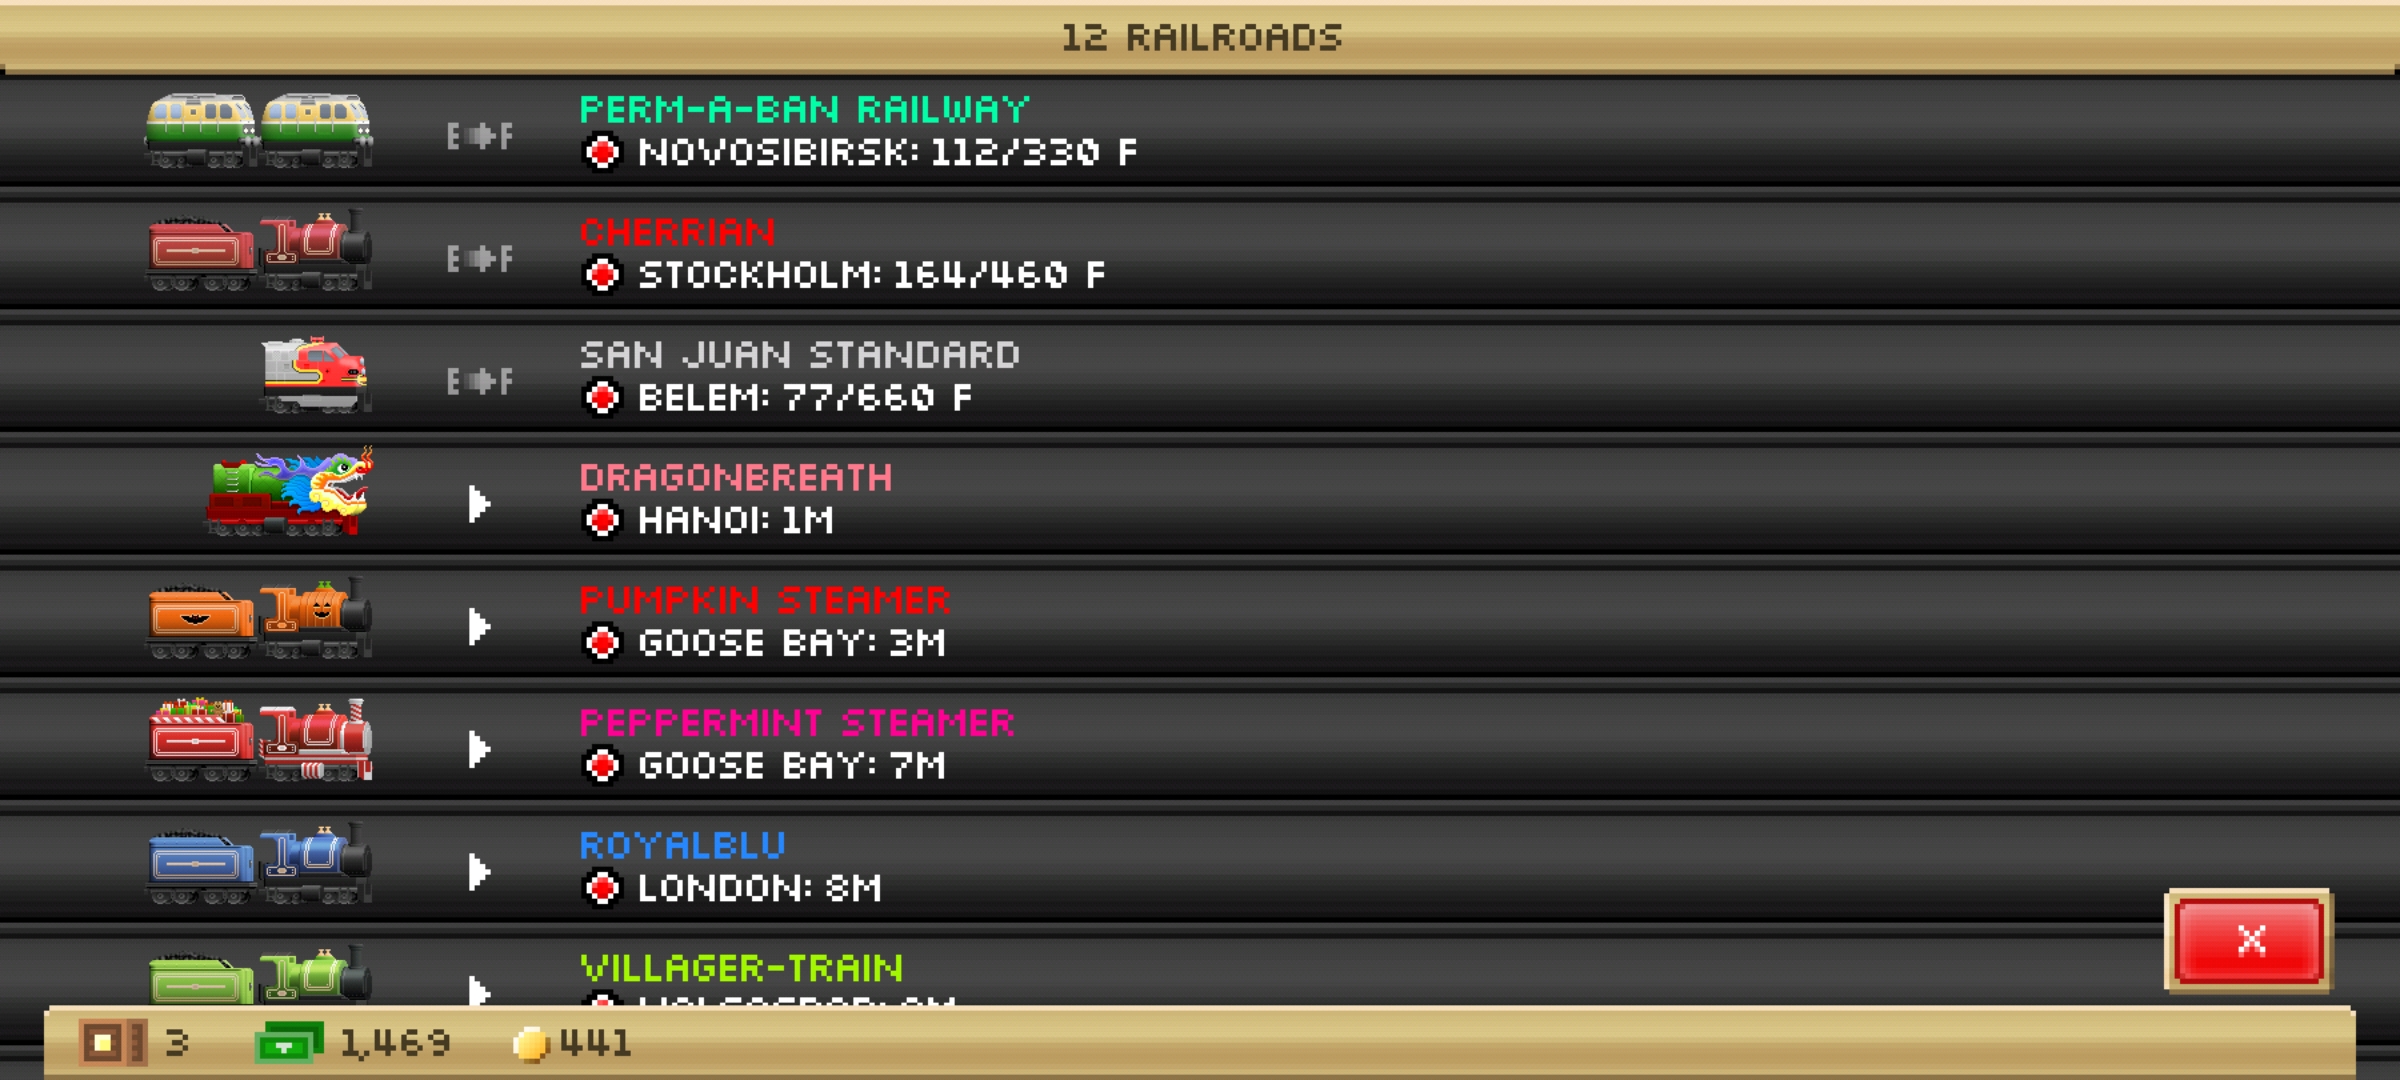 12 RAILROADS
PERM-A-BAN RAILWAY
E F
NOVOSIBIRSK: 112/330 F
CHERRIAN
E F
STOCKHOLM: 164/460 F
SAN JUAN STANDARD
E F
BELEM: 77/660 F
DRAGONBREATH
HANOI: 1M
PUMPKIN STEAMER
GOOSE BAY: 3M
PEPPERMINT STEAMER
GOOSE BAY: 7M
ROYALBLU
LONDON: 8M
VILLAGER-TRAIN
X
3 1,469 441